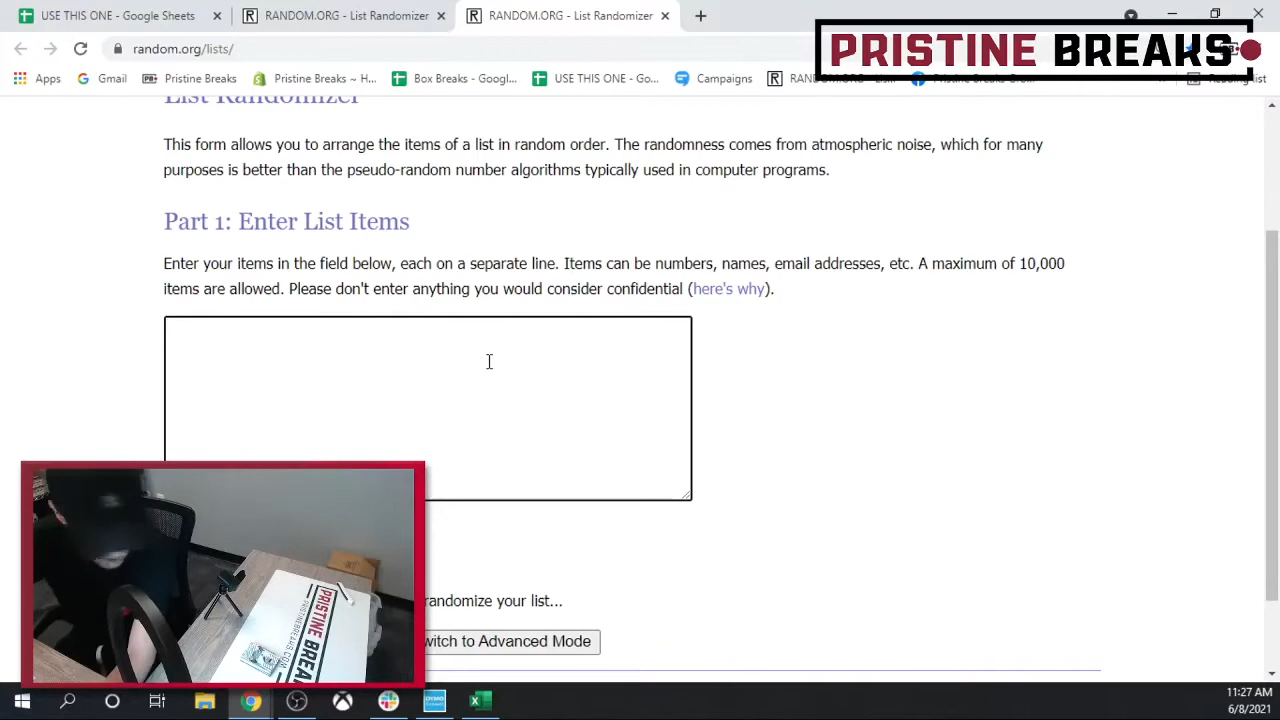 USE THIS ONE - Google Sheets
RANDOM.ORG - List Randomizer
RANDOM.ORG - List Randomizer
random.org/lists/
PRISTINE BREAKS
Apps
Gmail
Pristine Breaks
Pristine Breaks ~ H...
Box Breaks - Googl...
USE THIS ONE - Go...
Campaigns
Reading list
List Randomizer
This form allows you to arrange the items of a list in random order. The randomness comes from atmospheric noise, which for many
purposes is better than the pseudo-random number algorithms typically used in computer programs.
Part 1: Enter List Items
Enter your items in the field below, each on a separate line. Items can be numbers, names, email addresses, etc. A maximum of 10,000
items are allowed. Please don't enter anything you would consider confidential (here's why).
randomize your list...
witch to Advanced Mode
PRISTINE BREA
11:27 AM
6/8/2021